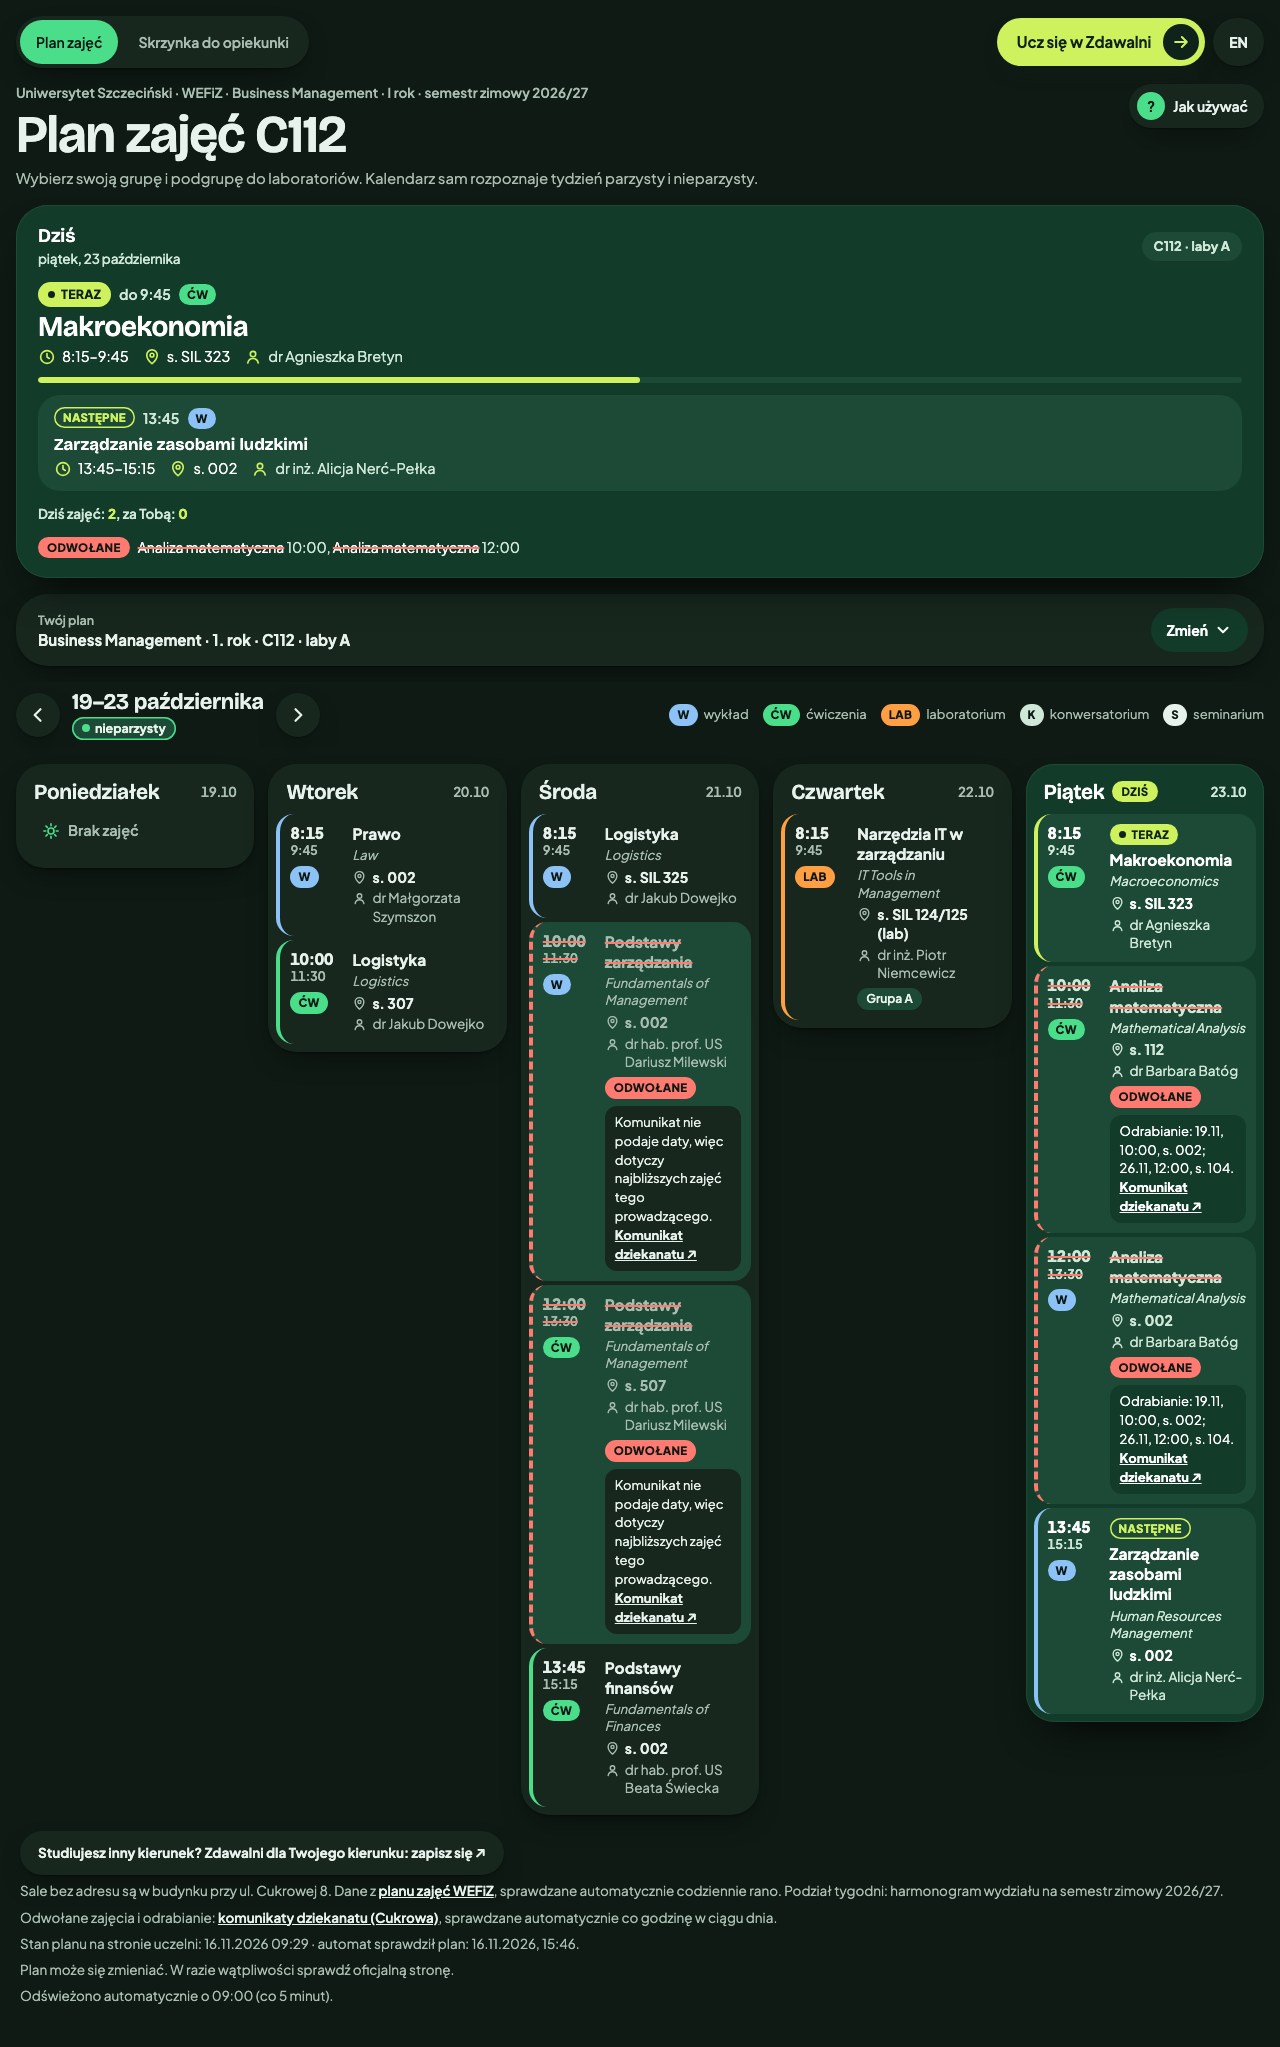 Plan zajęć
Skrzynka do opiekunki
Ucz się w Zdawalni
EN
Uniwersytet Szczeciński · WEFiZ · Business Management · I rok · semestr zimowy 2026/27
? Jak używać
Plan zajęć C112
Wybierz swoją grupę i podgrupę do laboratoriów. Kalendarz sam rozpoznaje tydzień parzysty i nieparzysty.
Dziś
piątek, 23 października
C112 · laby A
TERAZ do 9:45 ĆW
Makroekonomia
8:15–9:45 s. SIL 323 dr Agnieszka Bretyn
NASTĘPNE 13:45 W
Zarządzanie zasobami ludzkimi
13:45–15:15 s. 002 dr inż. Alicja Nerć-Pełka
Dziś zajęć: 2, za Tobą: 0
ODWOŁANE Analiza matematyczna 10:00, Analiza matematyczna 12:00
Twój plan
Business Management · 1. rok · C112 · laby A
Zmień
19–23 października
nieparzysty
W wykład ĆW ćwiczenia LAB laboratorium K konwersatorium S seminarium
Poniedziałek 19.10
Brak zajęć
Wtorek 20.10
8:15
9:45
W
Prawo
Law
s. 002
dr Małgorzata
Szymszon
10:00
11:30
ĆW
Logistyka
Logistics
s. 307
dr Jakub Dowejko
Środa 21.10
8:15
9:45
W
Logistyka
Logistics
s. SIL 325
dr Jakub Dowejko
10:00
11:30
W
Podstawy
zarządzania
Fundamentals of
Management
s. 002
dr hab. prof. US
Dariusz Milewski
ODWOŁANE
Komunikat nie
podaje daty, więc
dotyczy
najbliższych zajęć
tego
prowadzącego.
Komunikat
dziekanatu ↗
12:00
13:30
ĆW
Podstawy
zarządzania
Fundamentals of
Management
s. 507
dr hab. prof. US
Dariusz Milewski
ODWOŁANE
Komunikat nie
podaje daty, więc
dotyczy
najbliższych zajęć
tego
prowadzącego.
Komunikat
dziekanatu ↗
13:45
15:15
ĆW
Podstawy
finansów
Fundamentals of
Finances
s. 002
dr hab. prof. US
Beata Świecka
Czwartek 22.10
8:15
9:45
LAB
Narzędzia IT w
zarządzaniu
IT Tools in
Management
s. SIL 124/125
(lab)
dr inż. Piotr
Niemcewicz
Grupa A
Piątek DZIŚ 23.10
8:15
9:45
ĆW
TERAZ
Makroekonomia
Macroeconomics
s. SIL 323
dr Agnieszka
Bretyn
10:00
11:30
ĆW
Analiza
matematyczna
Mathematical Analysis
s. 112
dr Barbara Batóg
ODWOŁANE
Odrabianie: 19.11,
10:00, s. 002;
26.11, 12:00, s. 104.
Komunikat
dziekanatu ↗
12:00
13:30
W
Analiza
matematyczna
Mathematical Analysis
s. 002
dr Barbara Batóg
ODWOŁANE
Odrabianie: 19.11,
10:00, s. 002;
26.11, 12:00, s. 104.
Komunikat
dziekanatu ↗
13:45
15:15
W
NASTĘPNE
Zarządzanie
zasobami
ludzkimi
Human Resources
Management
s. 002
dr inż. Alicja Nerć-
Pełka
Studiujesz inny kierunek? Zdawalni dla Twojego kierunku: zapisz się ↗
Sale bez adresu są w budynku przy ul. Cukrowej 8. Dane z planu zajęć WEFiZ, sprawdzane automatycznie codziennie rano. Podział tygodni: harmonogram wydziału na semestr zimowy 2026/27.
Odwołane zajęcia i odrabianie: komunikaty dziekanatu (Cukrowa), sprawdzane automatycznie co godzinę w ciągu dnia.
Stan planu na stronie uczelni: 16.11.2026 09:29 · automat sprawdził plan: 16.11.2026, 15:46.
Plan może się zmieniać. W razie wątpliwości sprawdź oficjalną stronę.
Odświeżono automatycznie o 09:00 (co 5 minut).